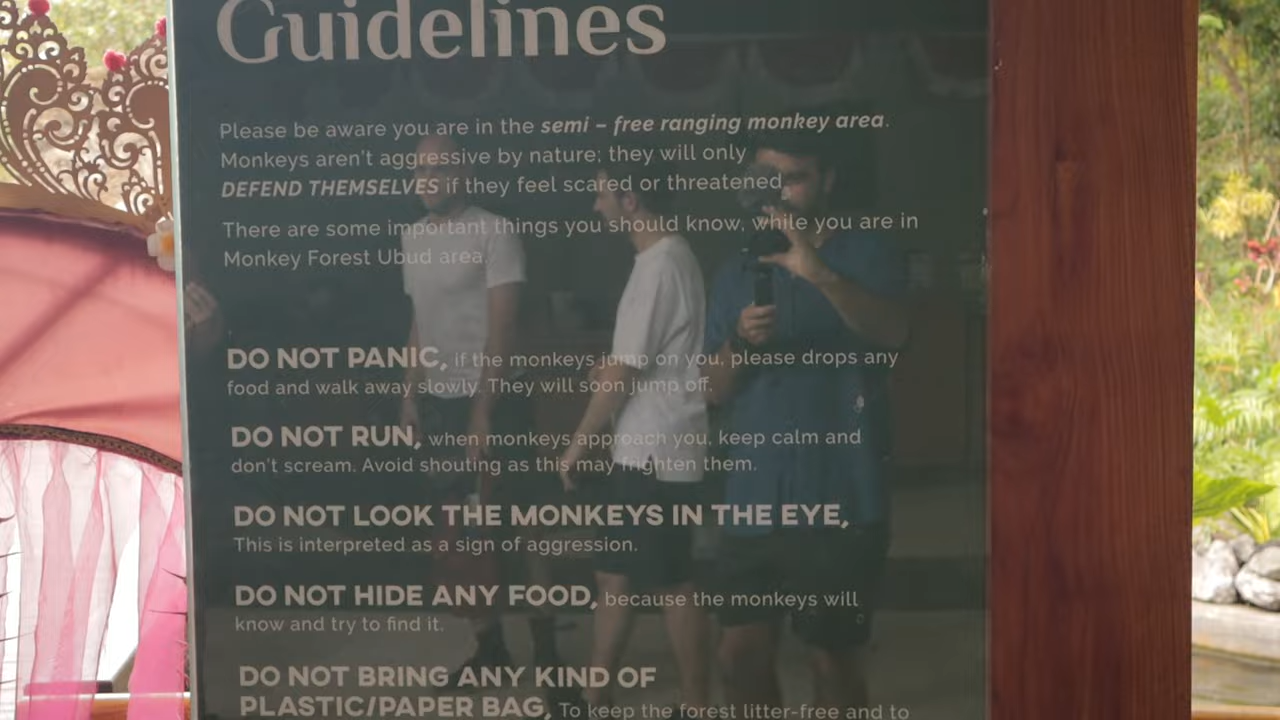 Guidelines
Please be aware you are in the semi – free ranging monkey area.
Monkeys aren't aggressive by nature; they will only
DEFEND THEMSELVES if they feel scared or threatened.
There are some important things you should know, while you are in
Monkey Forest Ubud area.
DO NOT PANIC, if the monkeys jump on you, please drops any
food and walk away slowly. They will soon jump off.
DO NOT RUN, when monkeys approach you, keep calm and
don't scream. Avoid shouting as this may frighten them.
DO NOT LOOK THE MONKEYS IN THE EYE,
This is interpreted as a sign of aggression.
DO NOT HIDE ANY FOOD, because the monkeys will
know and try to find it.
DO NOT BRING ANY KIND OF
PLASTIC/PAPER BAG, To keep the forest litter-free and to